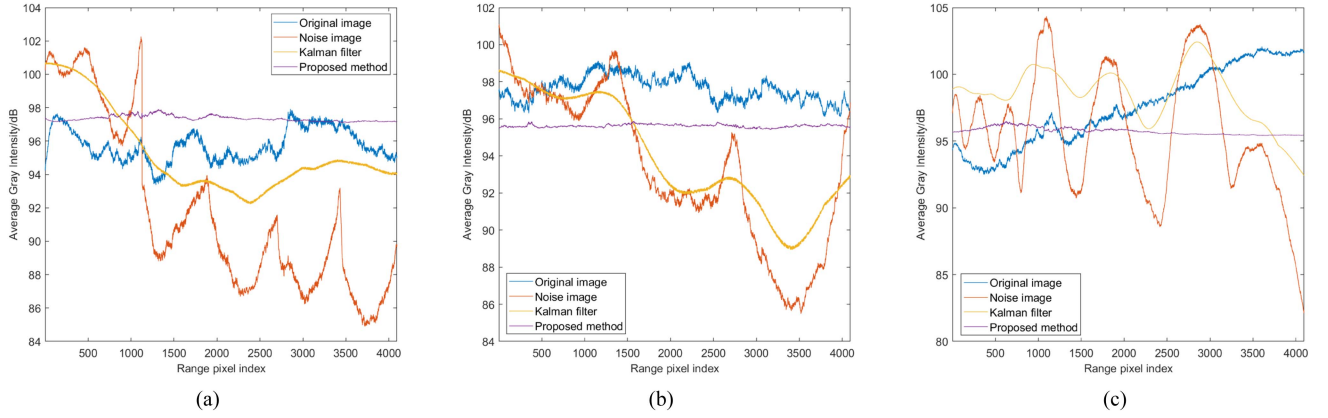 104
102
100
98
96
94
92
90
88
86
84
Average Gray Intensity/dB
500 1000 1500 2000 2500 3000 3500 4000
Range pixel index
Original image
Noise image
Kalman filter
Proposed method
(a)
102
100
98
96
94
92
90
88
86
84
Average Gray Intensity/dB
500 1000 1500 2000 2500 3000 3500 4000
Range pixel index
Original image
Noise image
Kalman filter
Proposed method
(b)
105
100
95
90
85
80
Average Gray Intensity/dB
500 1000 1500 2000 2500 3000 3500 4000
Range pixel index
Original image
Noise image
Kalman filter
Proposed method
(c)